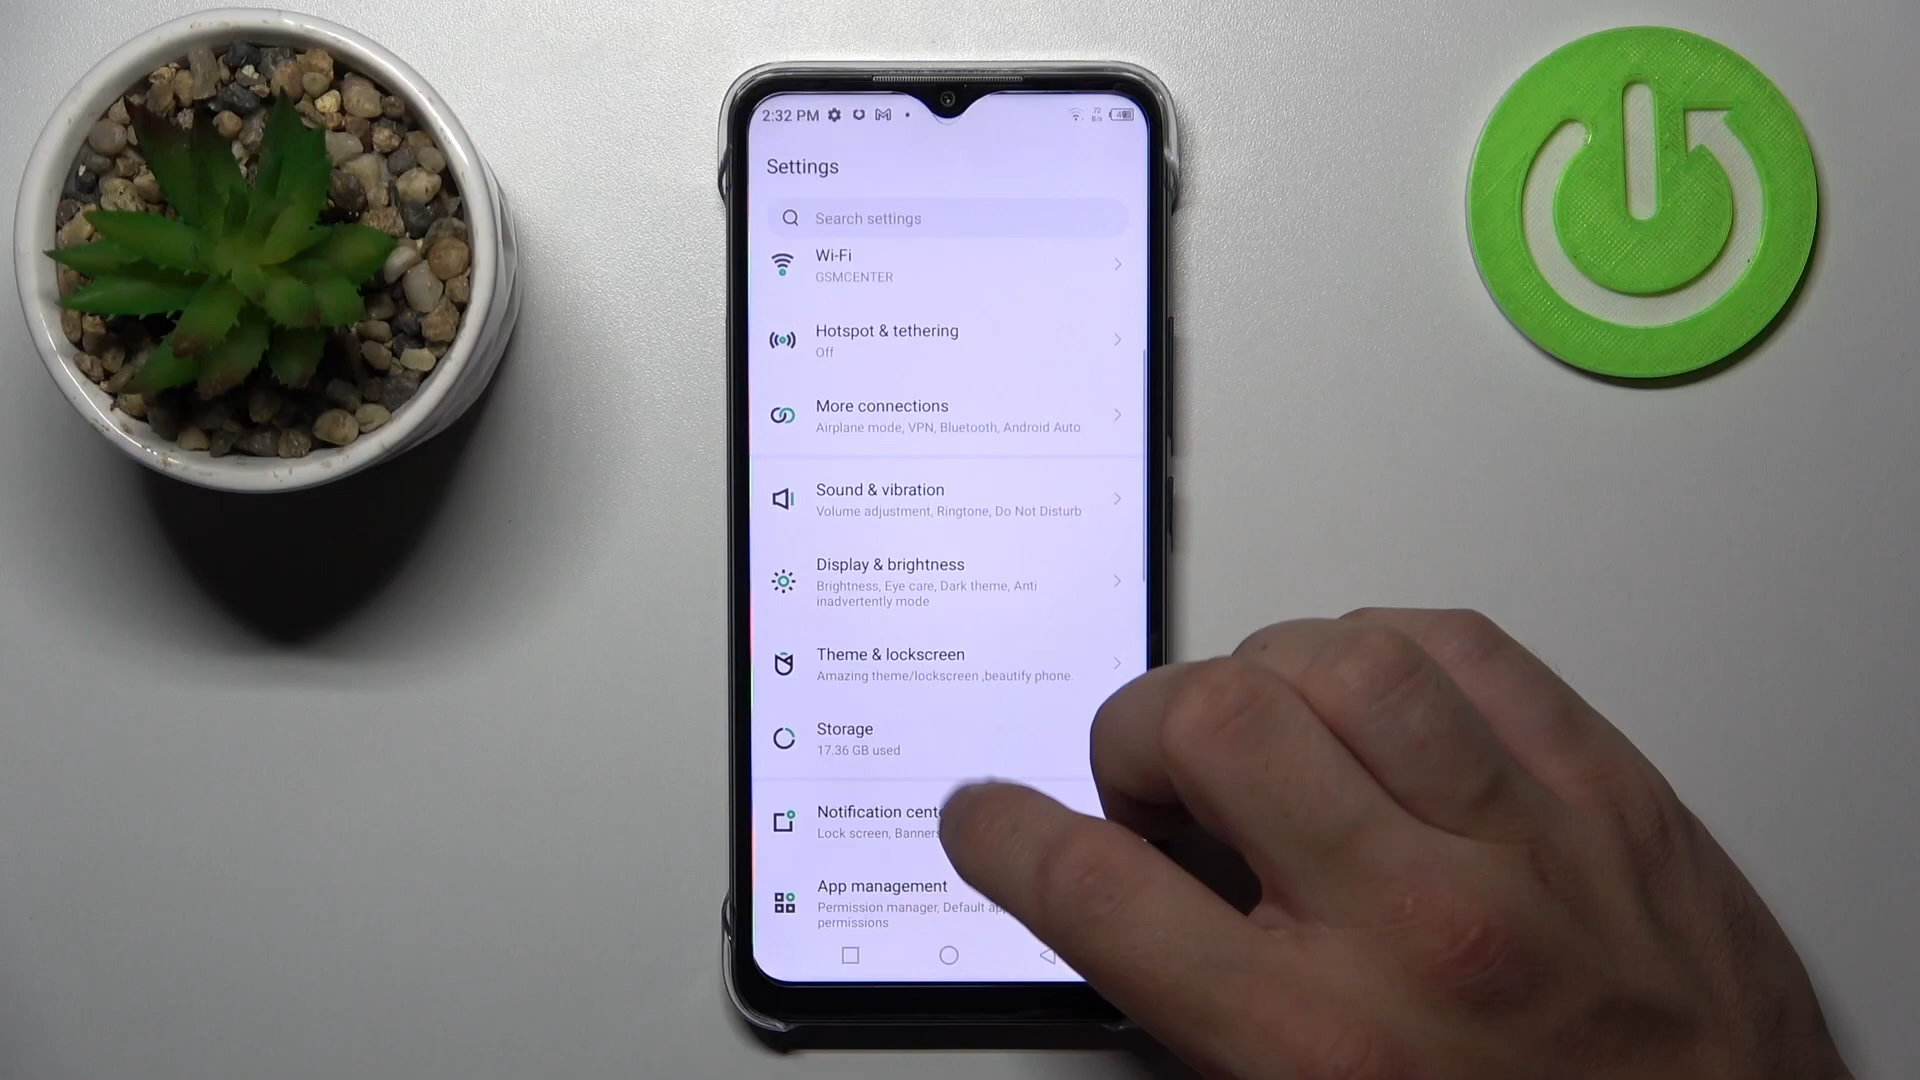 2:32 PM
Settings
Search settings
Wi-Fi
GSMCENTER
Hotspot & tethering
Off
More connections
Airplane mode, VPN, Bluetooth, Android Auto
Sound & vibration
Volume adjustment, Ringtone, Do Not Disturb
Display & brightness
Brightness, Eye care, Dark theme, Anti
inadvertently mode
Theme & lockscreen
Amazing theme/lockscreen ,beautify phone.
Storage
17.36 GB used
Notification
Lock screen, Banners
App management
Permission manager, Default
permissions